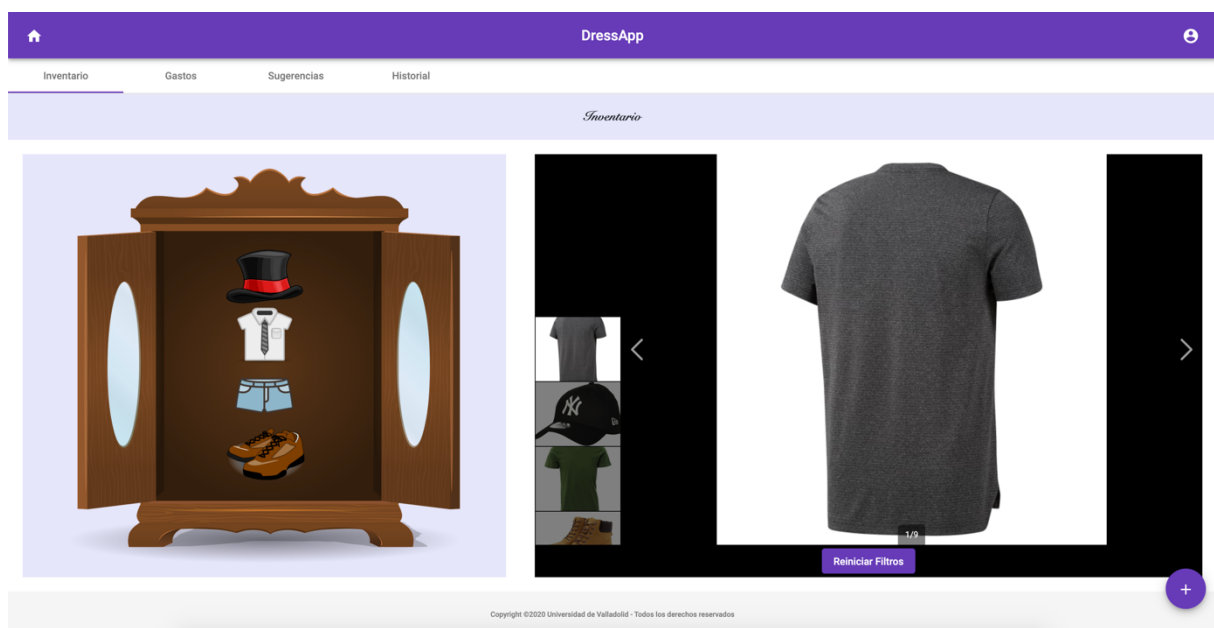 DressApp
Inventario Gastos Sugerencias Historial
Inventario
NY
1/9
Reiniciar Filtros
+
Copyright ©2020 Universidad de Valladolid - Todos los derechos reservados